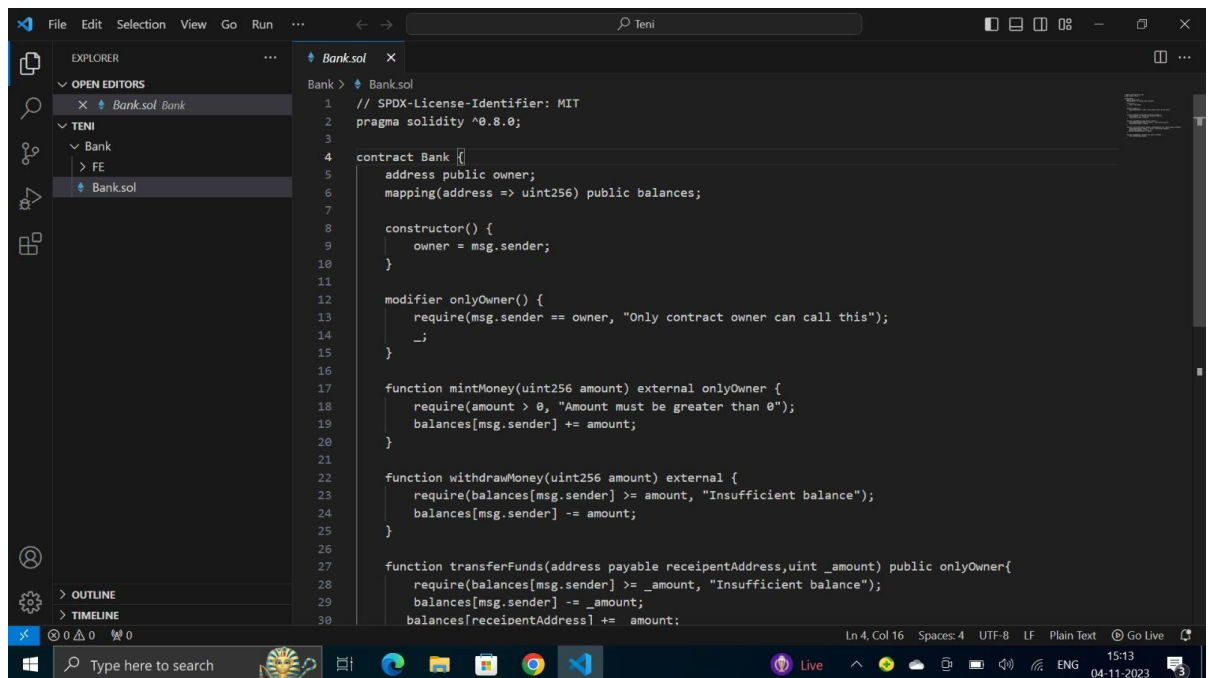 File Edit Selection View Go Run ··· Teni
EXPLORER ···
OPEN EDITORS
Bank.sol Bank
TENI
Bank
FE
Bank.sol
OUTLINE
TIMELINE
Bank.sol
Bank > Bank.sol
1 // SPDX-License-Identifier: MIT
2 pragma solidity ^0.8.0;
3
4 contract Bank {
5 address public owner;
6 mapping(address => uint256) public balances;
7
8 constructor() {
9 owner = msg.sender;
10 }
11
12 modifier onlyOwner() {
13 require(msg.sender == owner, "Only contract owner can call this");
14 _;
15 }
16
17 function mintMoney(uint256 amount) external onlyOwner {
18 require(amount > 0, "Amount must be greater than 0");
19 balances[msg.sender] += amount;
20 }
21
22 function withdrawMoney(uint256 amount) external {
23 require(balances[msg.sender] >= amount, "Insufficient balance");
24 balances[msg.sender] -= amount;
25 }
26
27 function transferFunds(address payable receipentAddress,uint _amount) public onlyOwner{
28 require(balances[msg.sender] >= _amount, "Insufficient balance");
29 balances[msg.sender] -= _amount;
30 balances[receipentAddress] += _amount;
0 0 0 Ln 4, Col 16 Spaces: 4 UTF-8 LF Plain Text Go Live
Type here to search Live ENG 15:13
04-11-2023 3